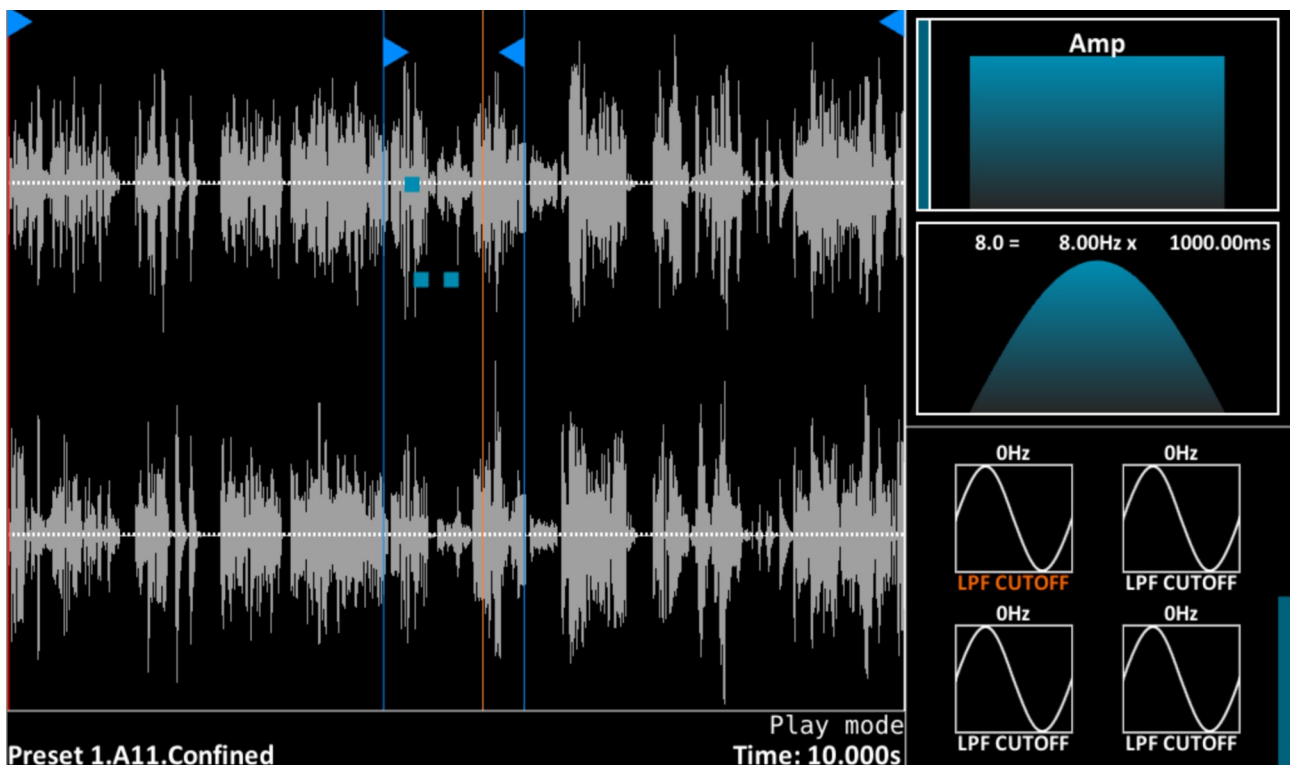 Amp
8.0 = 8.00Hz x 1000.00ms
0Hz 0Hz
LPF CUTOFF LPF CUTOFF
0Hz 0Hz
LPF CUTOFF LPF CUTOFF
Play mode
Preset 1.A11.Confined Time: 10.000s